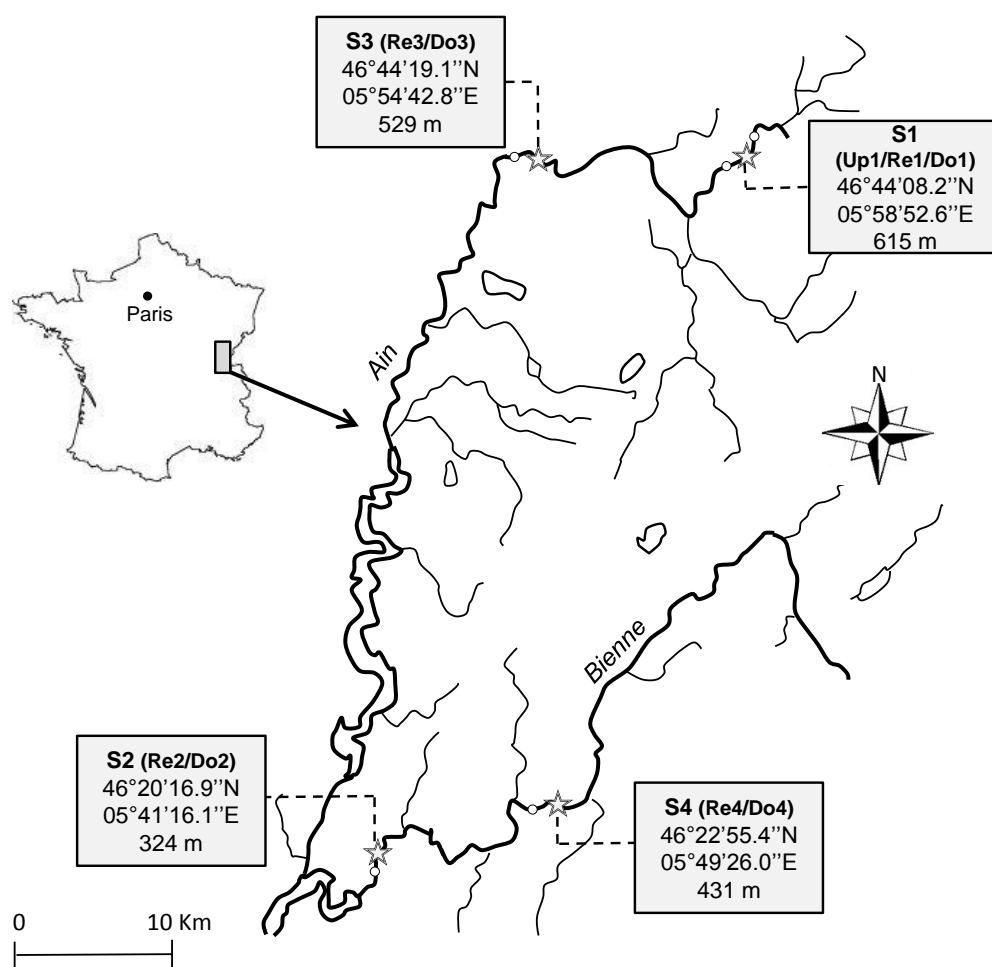 S3 (Re3/Do3)
46°44’19.1’’N
05°54’42.8’’E
529 m
S1
(Up1/Re1/Do1)
46°44’08.2’’N
05°58’52.6’’E
615 m
Paris
Ain
N
Bienne
S2 (Re2/Do2)
46°20’16.9’’N
05°41’16.1’’E
324 m
S4 (Re4/Do4)
46°22’55.4’’N
05°49’26.0’’E
431 m
0 10 Km